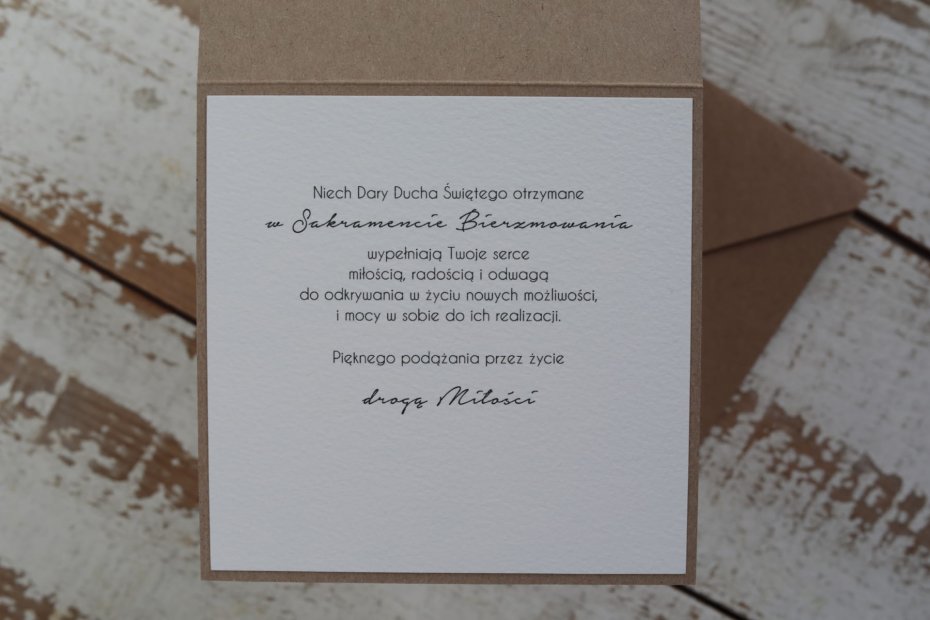 Niech Dary Ducha Świętego otrzymane
w Sakramencie Bierzmowania
wypełniają Twoje serce
miłością, radością i odwagą
do odkrywania w życiu nowych możliwości,
i mocy w sobie do ich realizacji.
Pięknego podążania przez życie
drogą Miłości